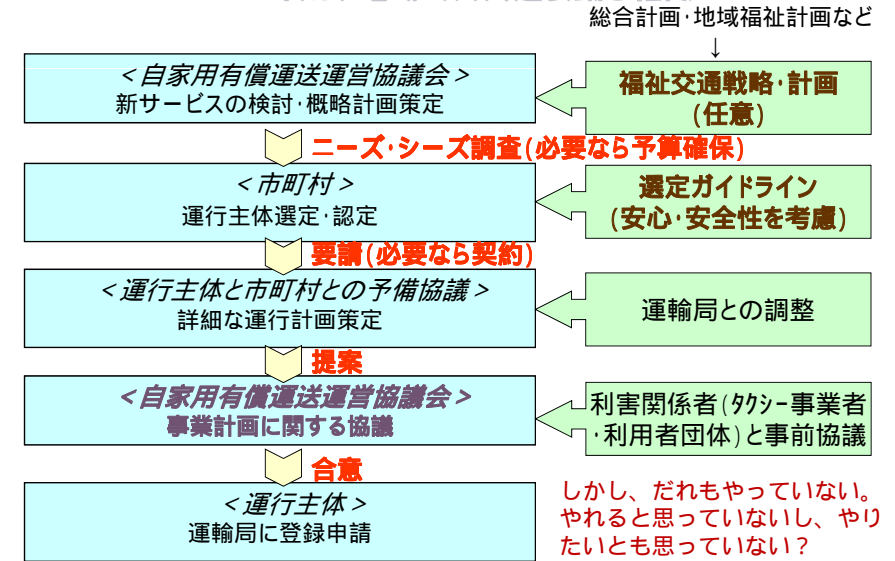 総合計画･地域福祉計画など
↓
<自家用有償運送運営協議会>
新サービスの検討･概略計画策定
福祉交通戦略･計画
(任意)
ニーズ･シーズ調査(必要なら予算確保)
<市町村>
運行主体選定･認定
選定ガイドライン
(安心･安全性を考慮)
要請(必要なら契約)
<運行主体と市町村との予備協議>
詳細な運行計画策定
運輸局との調整
提案
<自家用有償運送運営協議会>
事業計画に関する協議
利害関係者(ﾀｸｼｰ事業者
･利用者団体)と事前協議
合意
<運行主体>
運輸局に登録申請
しかし、だれもやっていない。
やれると思っていないし、やり
たいとも思っていない？